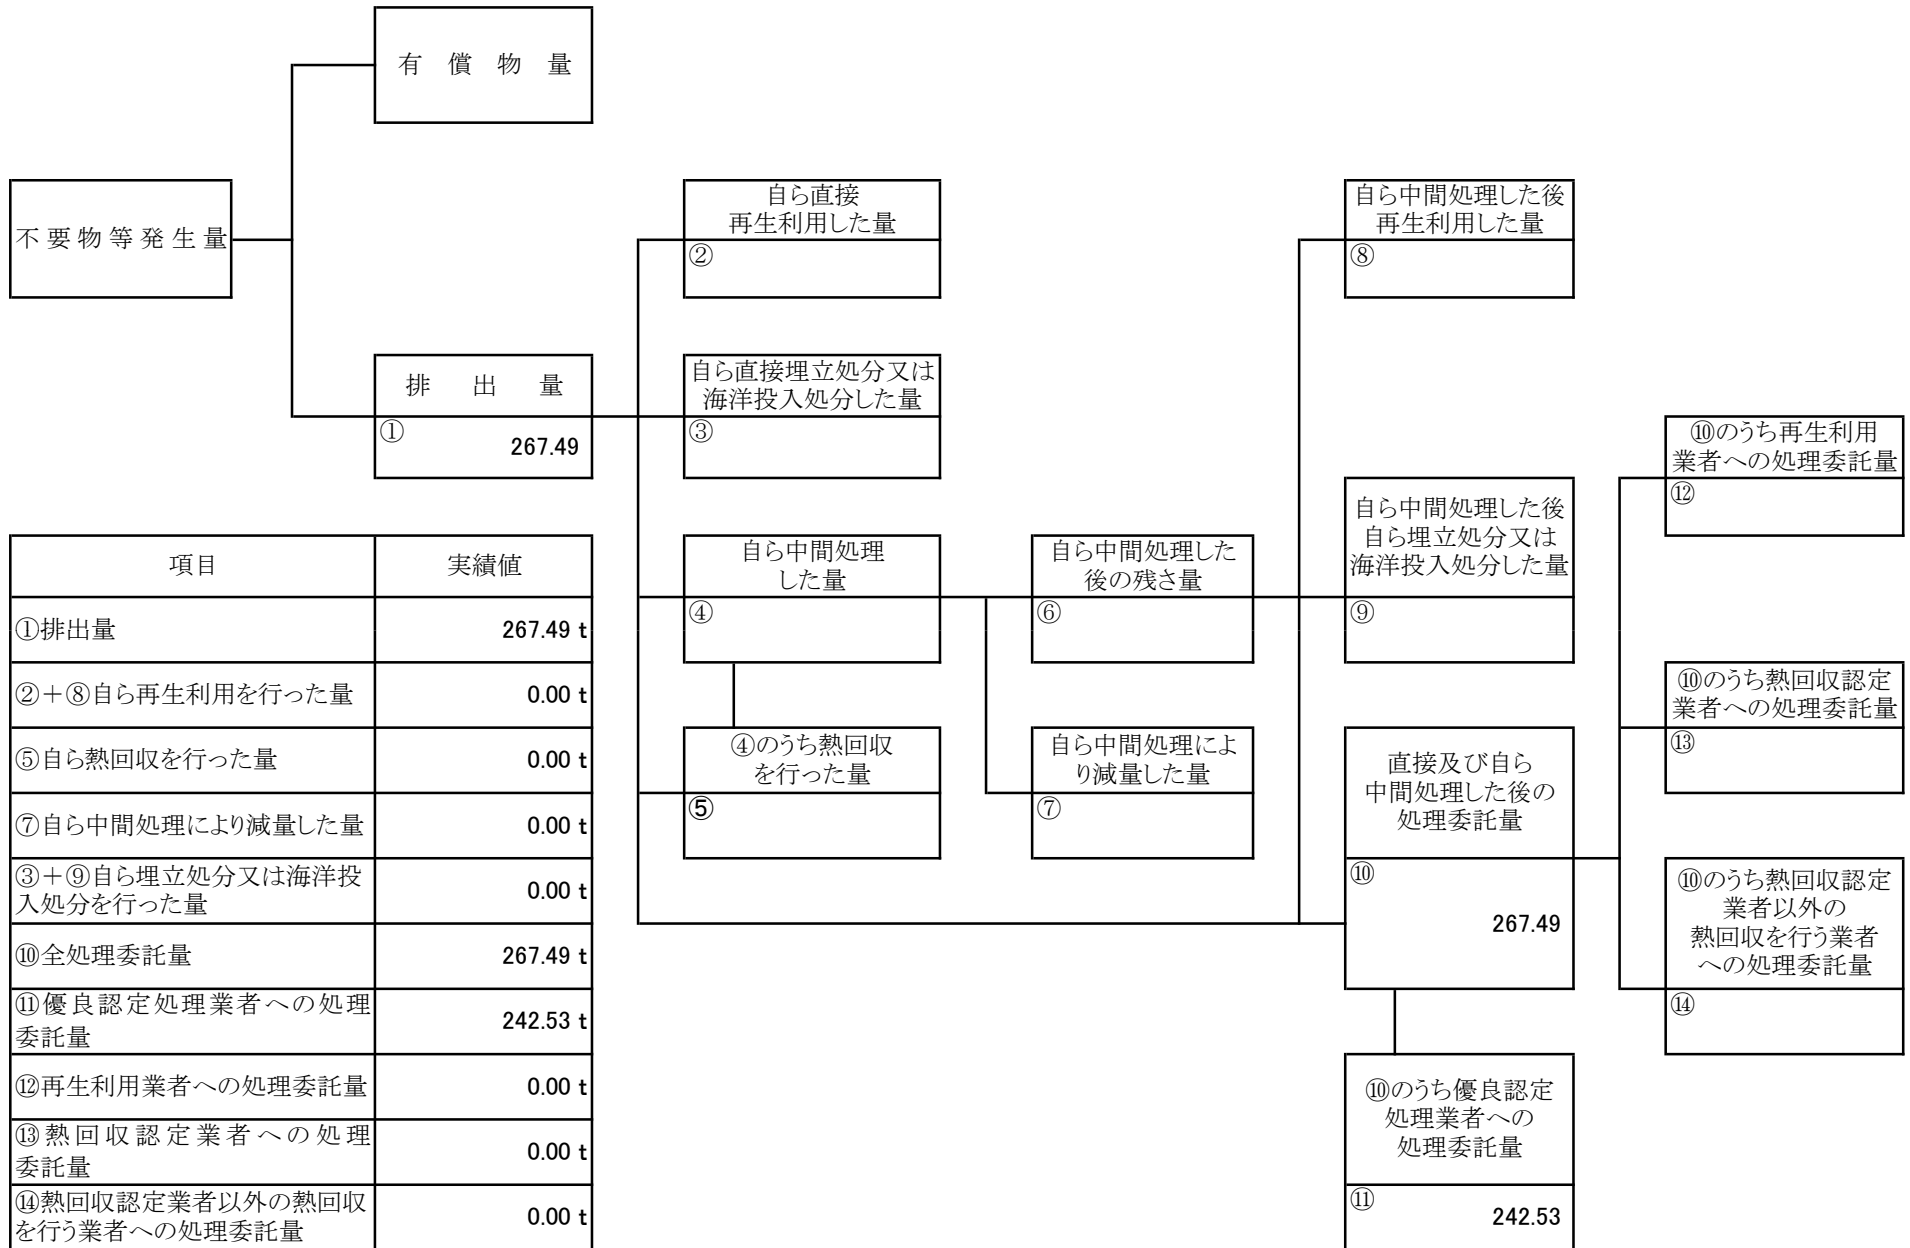 有償物量
不要物等発生量
自ら直接
再生利用した量
②
自ら中間処理した後
再生利用した量
⑧
排出量
① 267.49
自ら直接埋立処分又は
海洋投入処分した量
③
⑩のうち再生利用
業者への処理委託量
⑫
自ら中間処理した後
自ら埋立処分又は
海洋投入処分した量
⑨
自ら中間処理
した量
④
自ら中間処理した
後の残さ量
⑥
⑩のうち熱回収認定
業者への処理委託量
⑬
④のうち熱回収
を行った量
⑤
自ら中間処理によ
り減量した量
⑦
直接及び自ら
中間処理した後の
処理委託量
⑩
267.49
⑩のうち熱回収認定
業者以外の
熱回収を行う業者
への処理委託量
⑭
⑩のうち優良認定
処理業者への
処理委託量
⑪ 242.53
項目 実績値
①排出量 267.49 t
②+⑧自ら再生利用を行った量 0.00 t
⑤自ら熱回収を行った量 0.00 t
⑦自ら中間処理により減量した量 0.00 t
③+⑨自ら埋立処分又は海洋投
入処分を行った量 0.00 t
⑩全処理委託量 267.49 t
⑪優良認定処理業者への処理
委託量 242.53 t
⑫再生利用業者への処理委託量 0.00 t
⑬熱回収認定業者への処理
委託量 0.00 t
⑭熱回収認定業者以外の熱回収
を行う業者への処理委託量 0.00 t